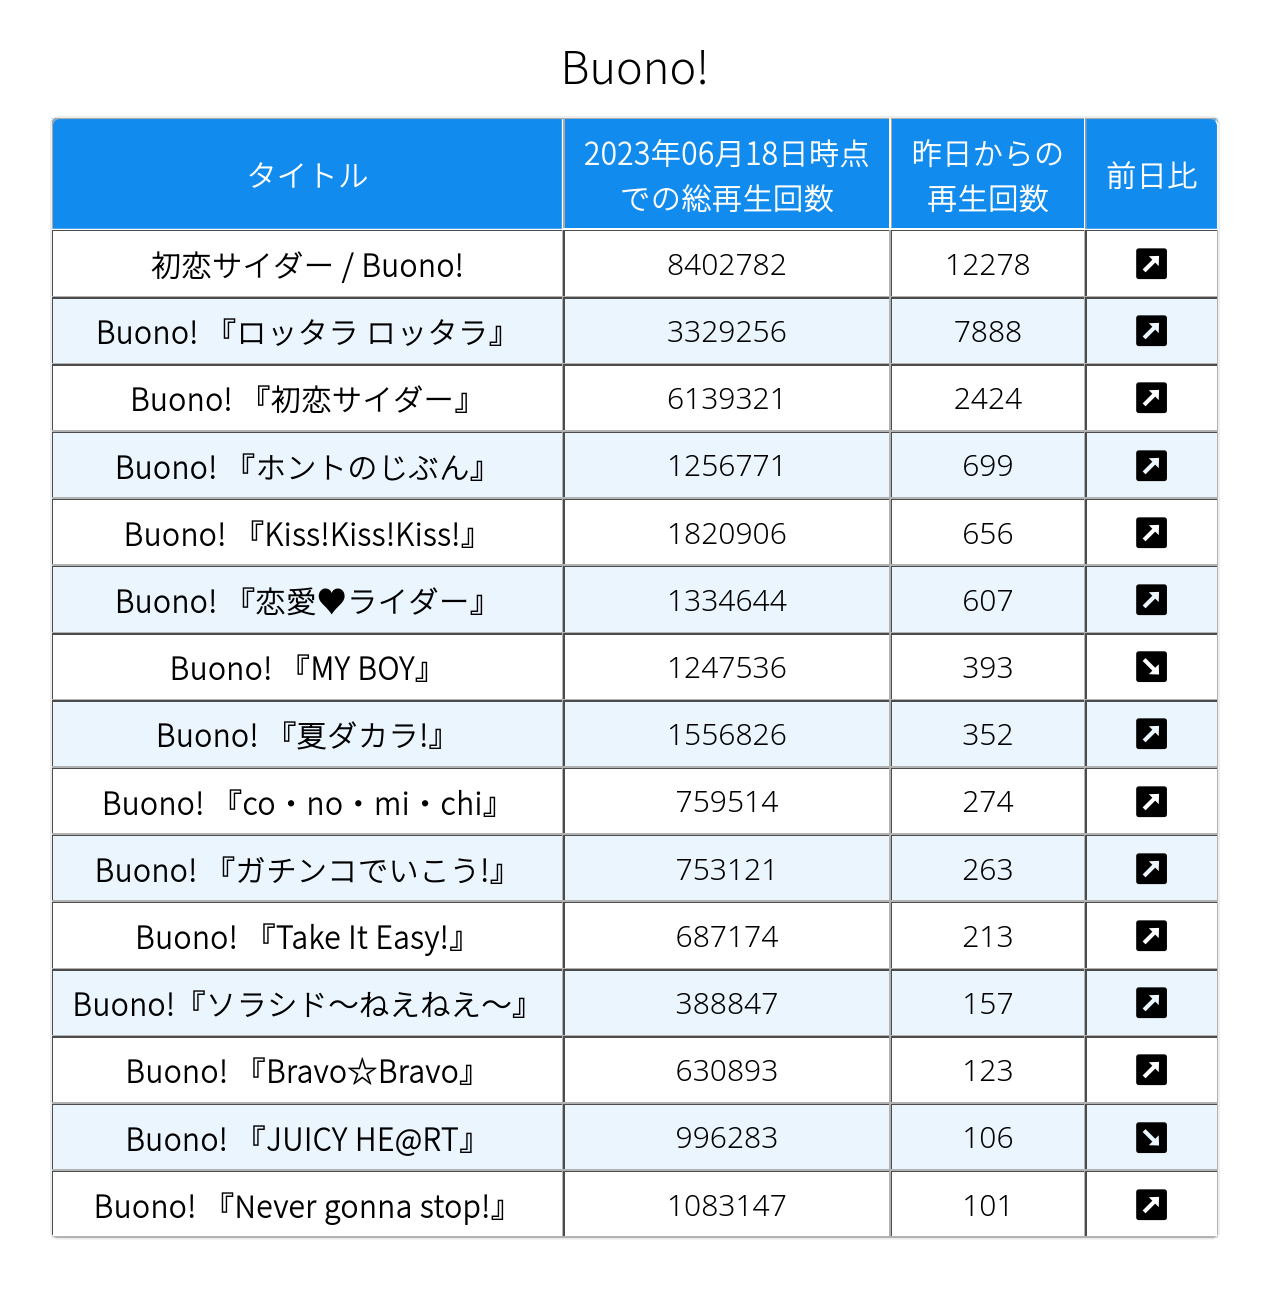 Buono!
タイトル
2023年06月18日時点
での総再生回数
昨日からの
再生回数
前日比
初恋サイダー / Buono! 8402782 12278
Buono! 『ロッタラ ロッタラ』 3329256 7888
Buono! 『初恋サイダー』 6139321 2424
Buono! 『ホントのじぶん』 1256771 699
Buono! 『Kiss!Kiss!Kiss!』 1820906 656
Buono! 『恋愛♥ライダー』 1334644 607
Buono! 『MY BOY』 1247536 393
Buono! 『夏ダカラ!』 1556826 352
Buono! 『co・no・mi・chi』 759514 274
Buono! 『ガチンコでいこう!』 753121 263
Buono! 『Take It Easy!』 687174 213
Buono!『ソラシド〜ねえねえ〜』 388847 157
Buono! 『Bravo☆Bravo』 630893 123
Buono! 『JUICY HE@RT』 996283 106
Buono! 『Never gonna stop!』 1083147 101